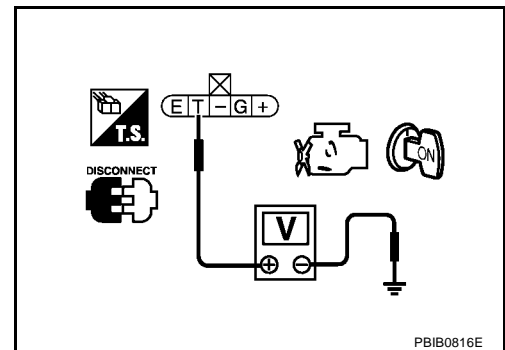 E T − G +
T.S.
DISCONNECT
ON
V
+ −
PBIB0816E